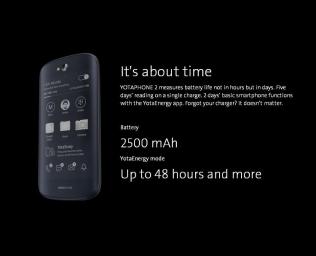 It's about time
YOTAPHONE 2 measures battery life not in hours but in days. Five
days' reading on a single charge. 2 days' basic smartphone functions
with the YotaEnergy app. Forgot your charger? It doesn't matter.
Battery
2500 mAh
YotaEnergy mode
Up to 48 hours and more